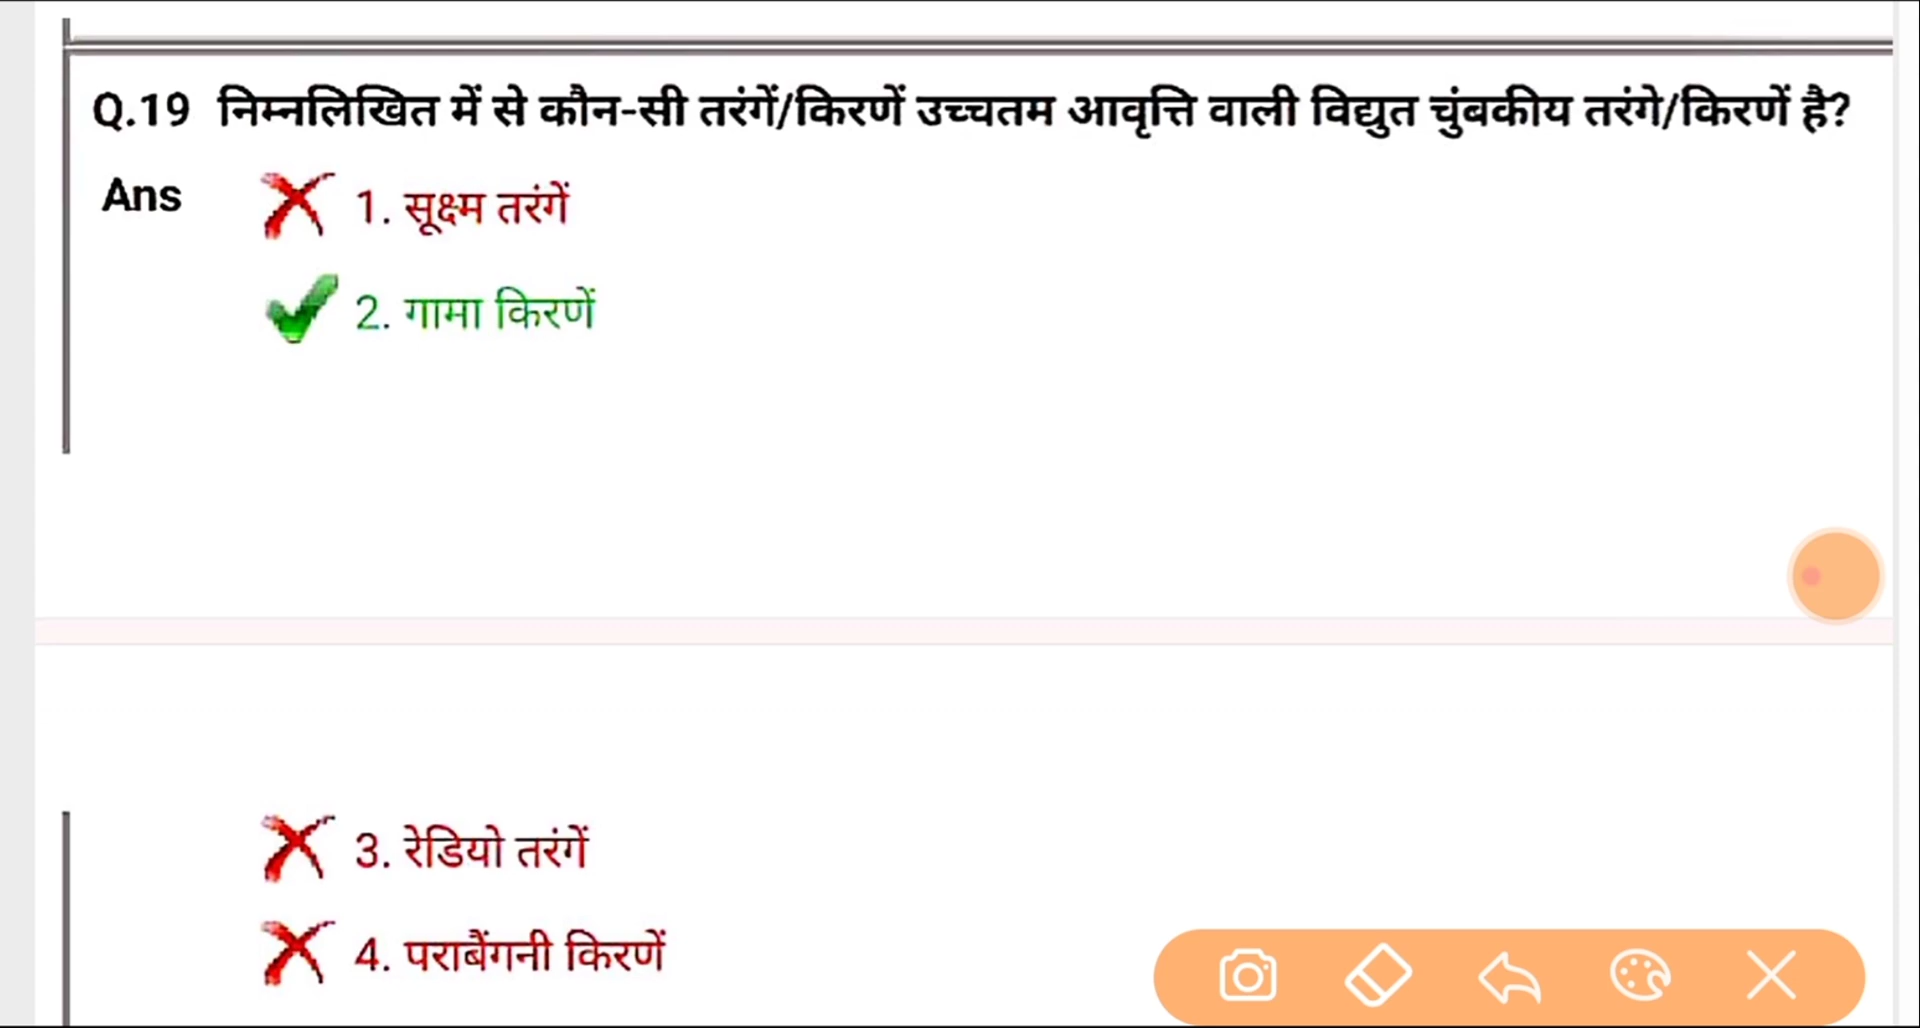 Q.19 निम्नलिखित में से कौन-सी तरंगें/किरणें उच्चतम आवृत्ति वाली विद्युत चुंबकीय तरंगे/किरणें है?
Ans 1. सूक्ष्म तरंगें
2. गामा किरणें
3. रेडियो तरंगें
4. पराबैंगनी किरणें